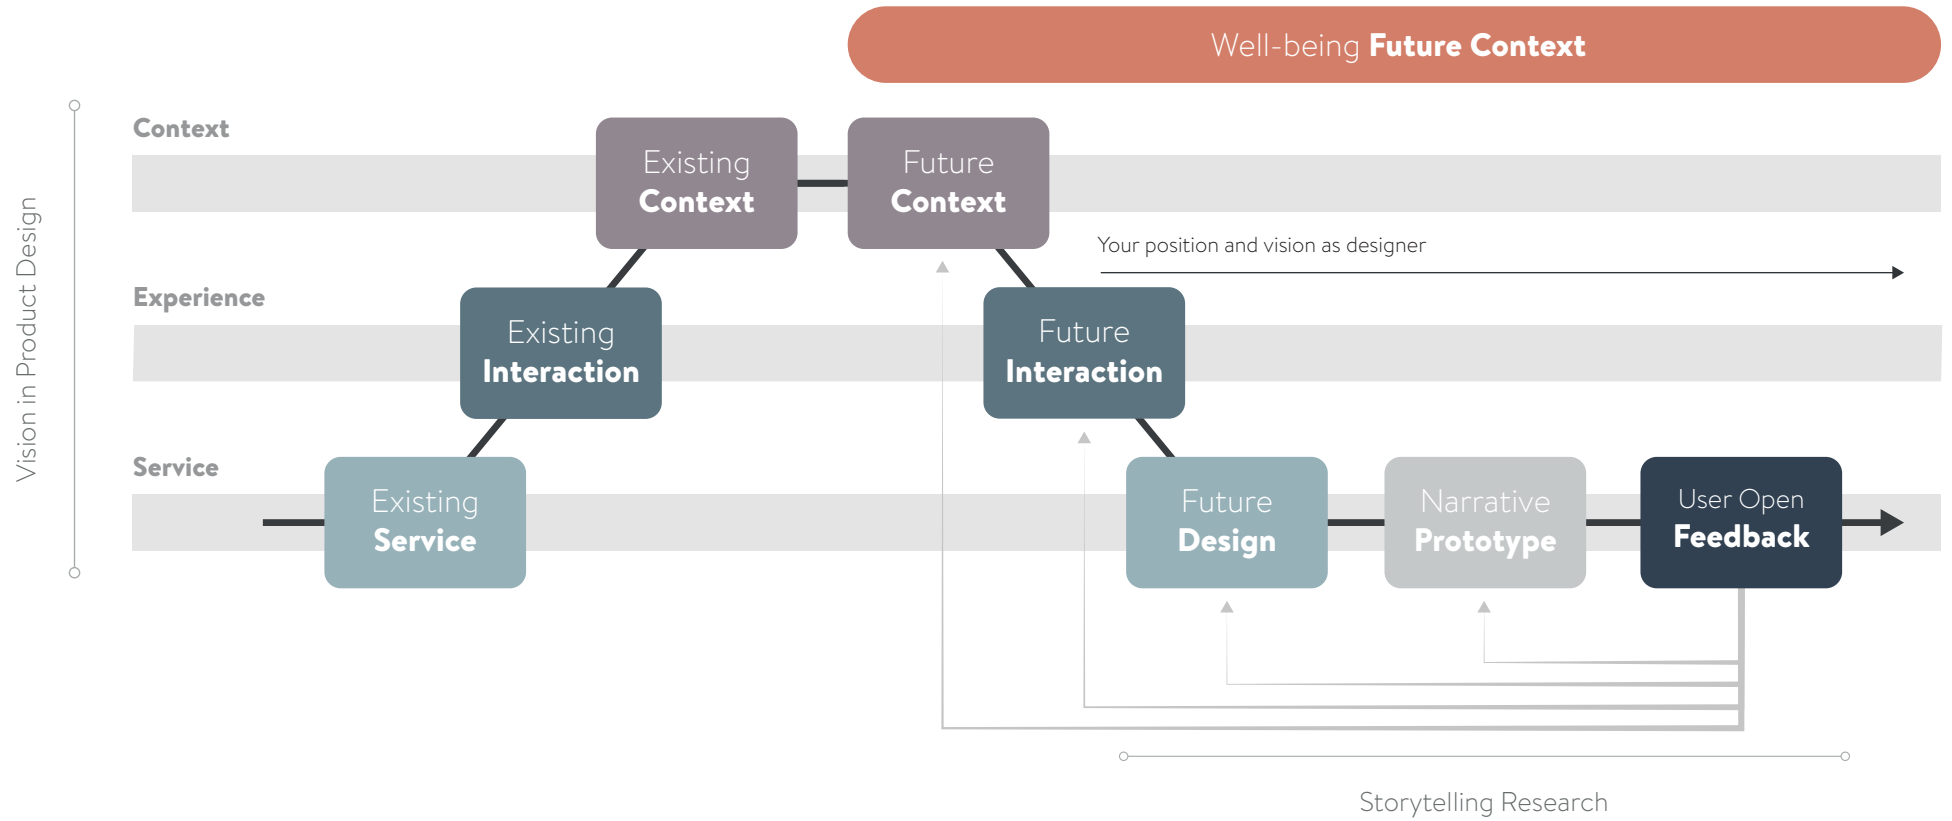 Well-being Future Context
Vision in Product Design
Context
Existing
Context
Future
Context
Your position and vision as designer
Experience
Existing
Interaction
Future
Interaction
Service
Existing
Service
Future
Design
Narrative
Prototype
User Open
Feedback
Storytelling Research